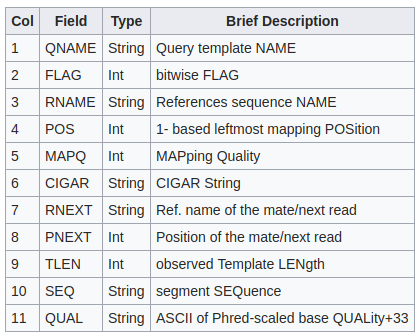 Col Field Type Brief Description
1 QNAME String Query template NAME
2 FLAG Int bitwise FLAG
3 RNAME String References sequence NAME
4 POS Int 1- based leftmost mapping POSition
5 MAPQ Int MAPping Quality
6 CIGAR String CIGAR String
7 RNEXT String Ref. name of the mate/next read
8 PNEXT Int Position of the mate/next read
9 TLEN Int observed Template LENgth
10 SEQ String segment SEQuence
11 QUAL String ASCII of Phred-scaled base QUALity+33